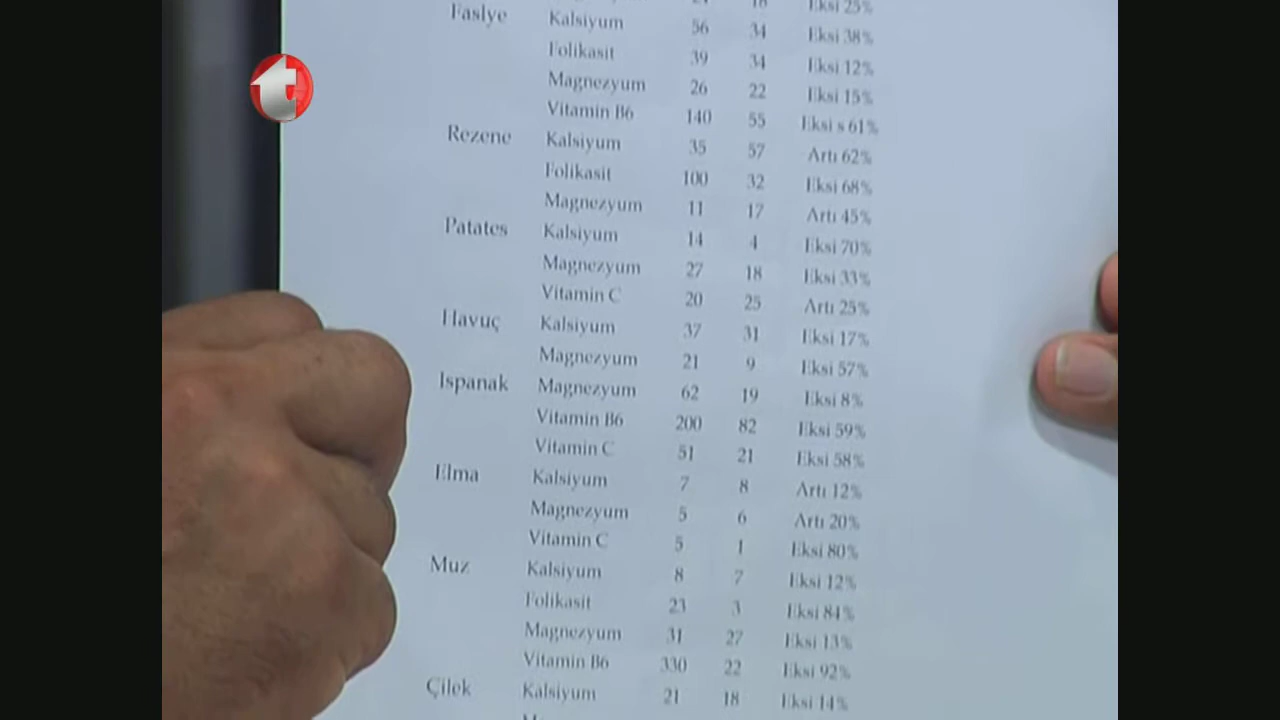 t
24 18 Eksi 25%
Faslye Kalsiyum 56 34 Eksi 38%
Folikasit 39 34 Eksi 12%
Magnezyum 26 22 Eksi 15%
Vitamin B6 140 55 Eksi s 61%
Rezene Kalsiyum 35 57 Artı 62%
Folikasit 100 32 Eksi 68%
Magnezyum 11 17 Artı 45%
Patates Kalsiyum 14 4 Eksi 70%
Magnezyum 27 18 Eksi 33%
Vitamin C 20 25 Artı 25%
Havuç Kalsiyum 37 31 Eksi 17%
Magnezyum 21 9 Eksi 57%
Ispanak Magnezyum 62 19 Eksi 8%
Vitamin B6 200 82 Eksi 59%
Vitamin C 51 21 Eksi 58%
Elma Kalsiyum 7 8 Artı 12%
Magnezyum 5 6 Artı 20%
Vitamin C 5 1 Eksi 80%
Muz Kalsiyum 8 7 Eksi 12%
Folikasit 23 3 Eksi 84%
Magnezyum 31 27 Eksi 13%
Vitamin B6 330 22 Eksi 92%
Çilek Kalsiyum 21 18 Eksi 14%